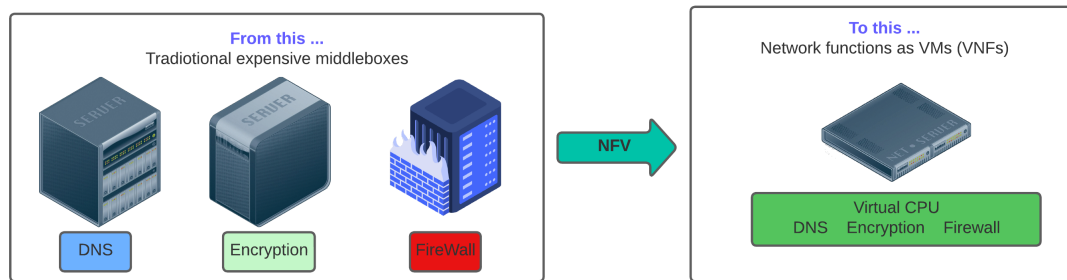 From this ...
Tradiotional expensive middleboxes
SERVER
SERVER
DNS
Encryption
FireWall
NFV
To this ...
Network functions as VMs (VNFs)
NET • SERVER
Virtual CPU
DNS Encryption Firewall